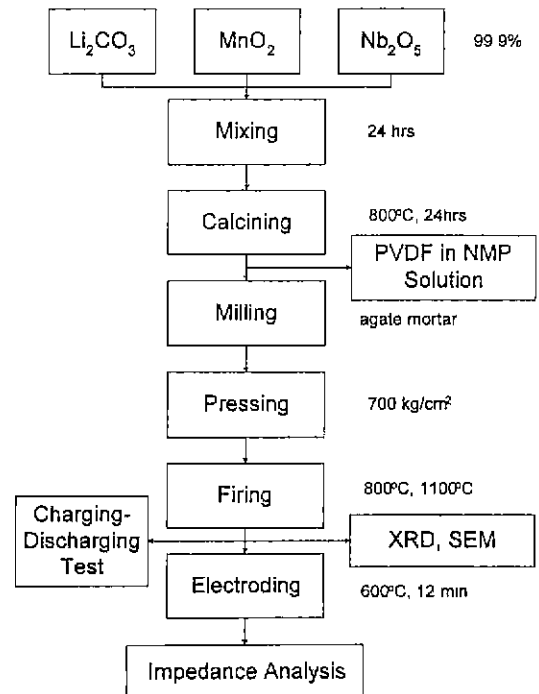 Li₂CO₃
MnO₂
Nb₂O₅
99 9%
Mixing
24 hrs
Calcining
800ºC, 24hrs
PVDF in NMP
Solution
Milling
agate mortar
Pressing
700 kg/cm²
Firing
800ºC, 1100ºC
Charging-
Discharging
Test
XRD, SEM
Electroding
600ºC, 12 min
Impedance Analysis